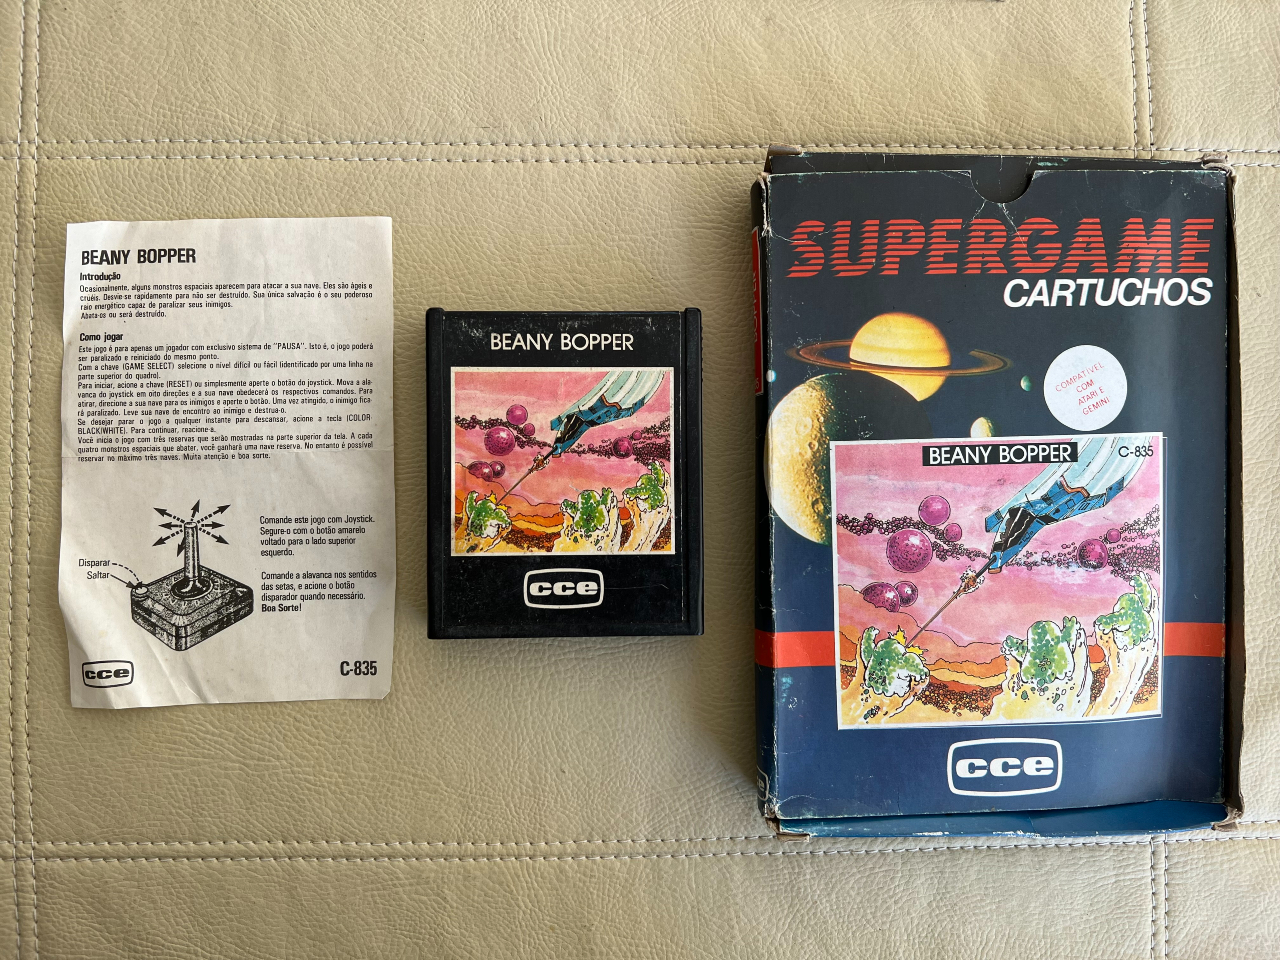 BEANY BOPPER
Introdução
Ocasionalmente, alguns monstros espaciais aparecem para atacar a sua nave. Eles são ágeis e
cruéis. Desvie-se rapidamente para não ser destruído. Sua única salvação é o seu poderoso
raio energético capaz de paralizar seus inimigos.
Abata-os ou será destruído.
Como jogar
Este jogo é para apenas um jogador com exclusivo sistema de "PAUSA". Isto é, o jogo poderá
ser paralizado e reiniciado do mesmo ponto.
Com a chave (GAME SELECT) selecione o nível difícil ou fácil (identificado por uma linha na
parte superior do quadro).
Para iniciar, acione a chave (RESET) ou simplesmente aperte o botão do joystick. Mova a ala-
vanca do joystick em oito direções e a sua nave obedecerá os respectivos comandos. Para
atirar, direcione a sua nave para os inimigos e aperte o botão. Uma vez atingido, o inimigo fica-
rá paralizado. Leve sua nave de encontro ao inimigo e destrua-o.
Se desejar parar o jogo a qualquer instante para descansar, acione a tecla (COLOR-
BLACK/WHITE). Para continuar, reacione-a.
Você inicia o jogo com três reservas que serão mostradas na parte superior da tela. A cada
quatro monstros espaciais que abater, você ganhará uma nave reserva. No entanto é possível
reservar no máximo três naves. Muita atenção e boa sorte.
Disparar
Saltar
Comande este jogo com Joystick.
Segure-o com o botão amarelo
voltado para o lado superior
esquerdo.
Comande a alavanca nos sentidos
das setas, e acione o botão
disparador quando necessário.
Boa Sorte!
cce
C-835
BEANY BOPPER
cce
SUPERGAME
CARTUCHOS
COMPATÍVEL
COM
ATARI E
GEMINI
BEANY BOPPER
C-835
cce